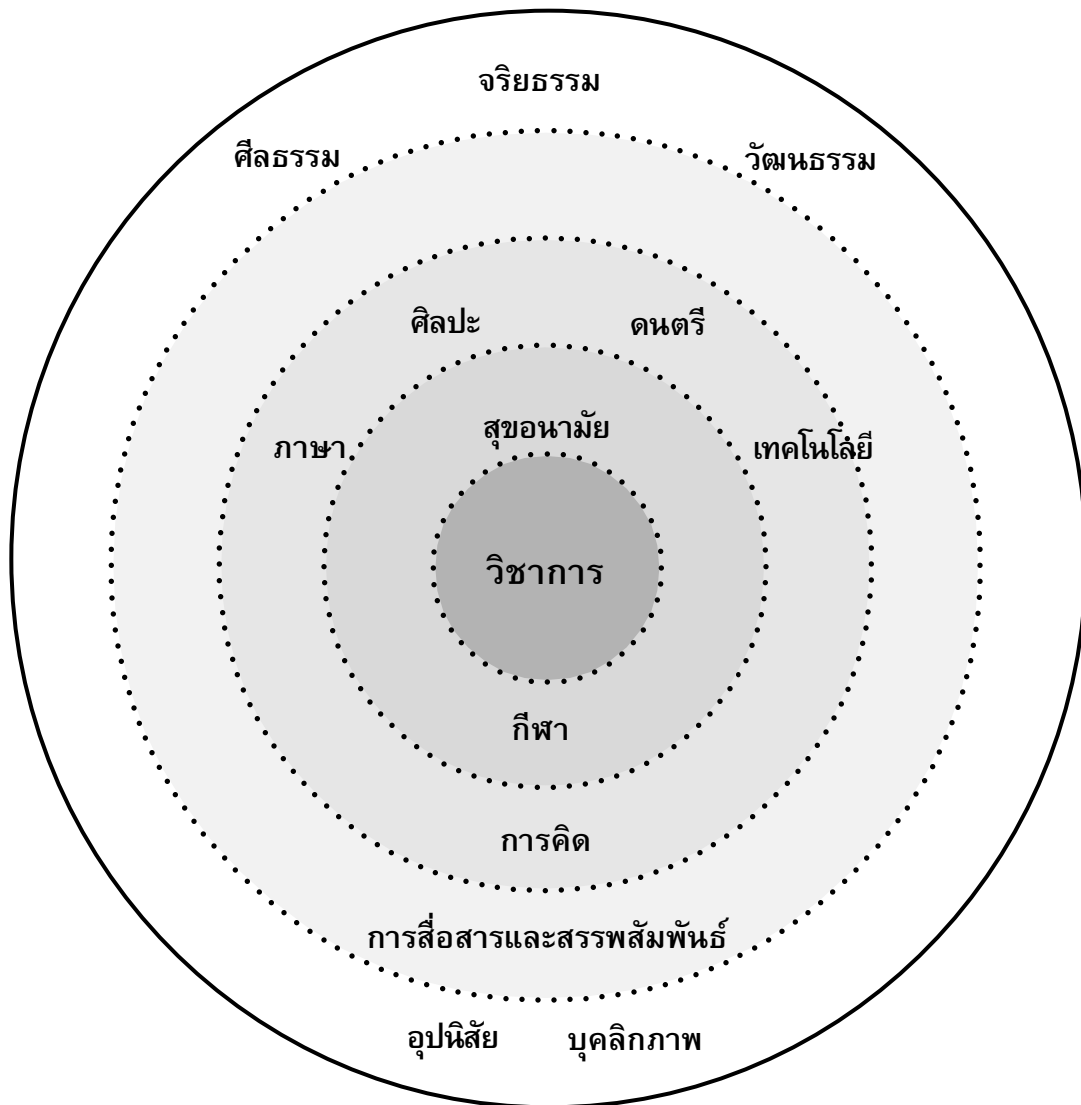 จริยธรรม
ศีลธรรม
วัฒนธรรม
ศิลปะ
ดนตรี
สุขอนามัย
ภาษา
เทคโนโลยี
วิชาการ
กีฬา
การคิด
การสื่อสารและสรรพสัมพันธ์
อุปนิสัย
บุคลิกภาพ